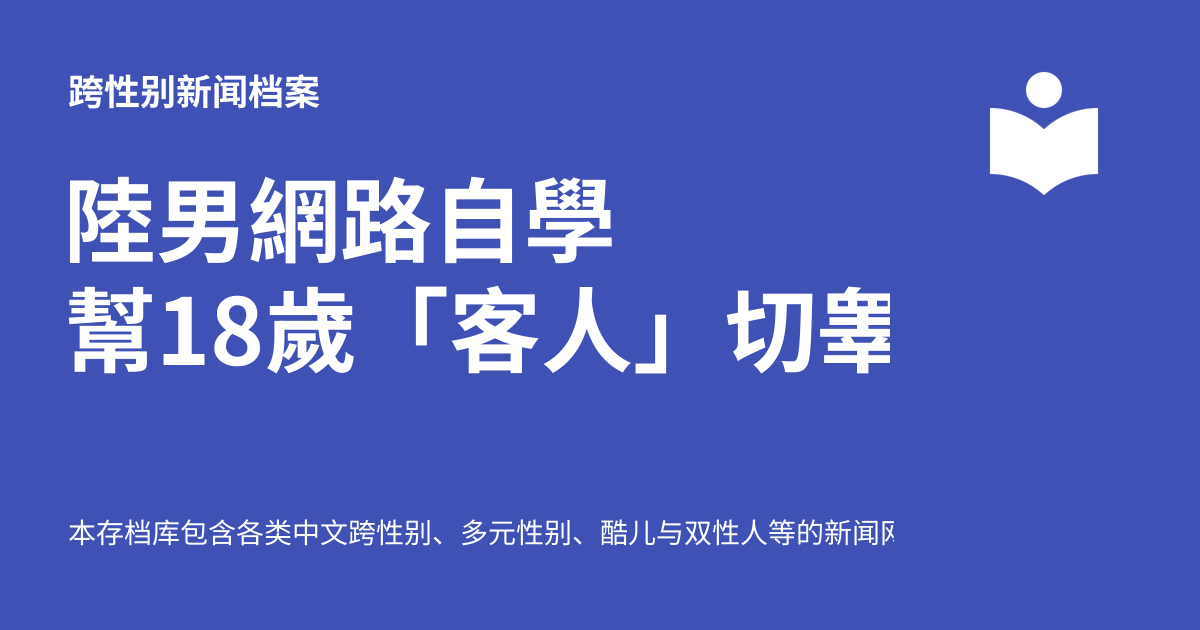 跨性别新闻档案
陸男網路自學
幫18歲「客人」切睾
本存档库包含各类中文跨性别、多元性别、酷儿与双性人等的新闻网